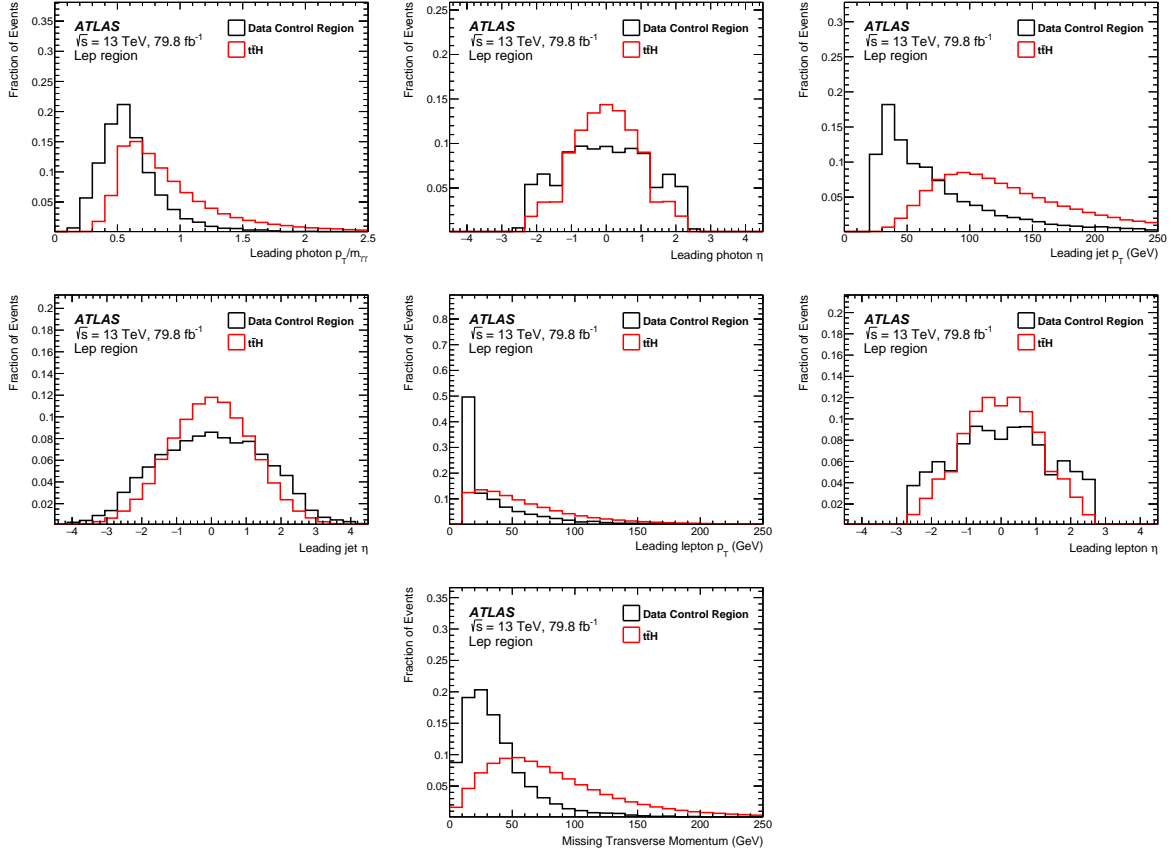 Fraction of Events
0.35
0.3
0.25
0.2
0.15
0.1
0.05
ATLAS
√s = 13 TeV, 79.8 fb⁻¹
Lep region
Data Control Region
tt̄H
0 0.5 1 1.5 2 2.5
Leading photon p_T/m_γγ
Fraction of Events
0.25
0.2
0.15
0.1
0.05
ATLAS
√s = 13 TeV, 79.8 fb⁻¹
Lep region
Data Control Region
tt̄H
−4 −3 −2 −1 0 1 2 3 4
Leading photon η
Fraction of Events
0.3
0.25
0.2
0.15
0.1
0.05
ATLAS
√s = 13 TeV, 79.8 fb⁻¹
Lep region
Data Control Region
tt̄H
0 50 100 150 200 250
Leading jet p_T (GeV)
Fraction of Events
0.2
0.18
0.16
0.14
0.12
0.1
0.08
0.06
0.04
0.02
ATLAS
√s = 13 TeV, 79.8 fb⁻¹
Lep region
Data Control Region
tt̄H
−4 −3 −2 −1 0 1 2 3 4
Leading jet η
Fraction of Events
0.8
0.7
0.6
0.5
0.4
0.3
0.2
0.1
ATLAS
√s = 13 TeV, 79.8 fb⁻¹
Lep region
Data Control Region
tt̄H
0 50 100 150 200 250
Leading lepton p_T (GeV)
Fraction of Events
0.2
0.18
0.16
0.14
0.12
0.1
0.08
0.06
0.04
0.02
ATLAS
√s = 13 TeV, 79.8 fb⁻¹
Lep region
Data Control Region
tt̄H
−4 −3 −2 −1 0 1 2 3 4
Leading lepton η
Fraction of Events
0.35
0.3
0.25
0.2
0.15
0.1
0.05
ATLAS
√s = 13 TeV, 79.8 fb⁻¹
Lep region
Data Control Region
tt̄H
0 50 100 150 200 250
Missing Transverse Momentum (GeV)